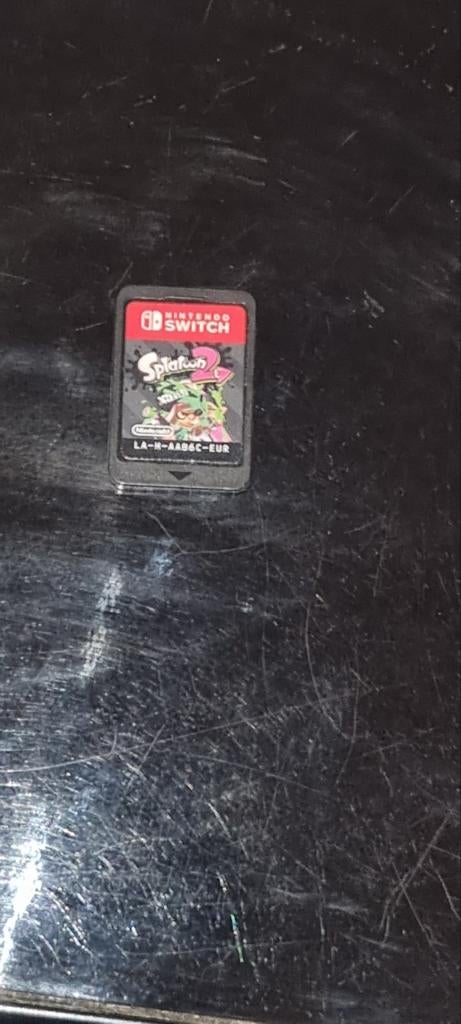 NINTENDO
SWITCH
Splatoon 2
Nintendo
LA-H-AAB6C-EUR